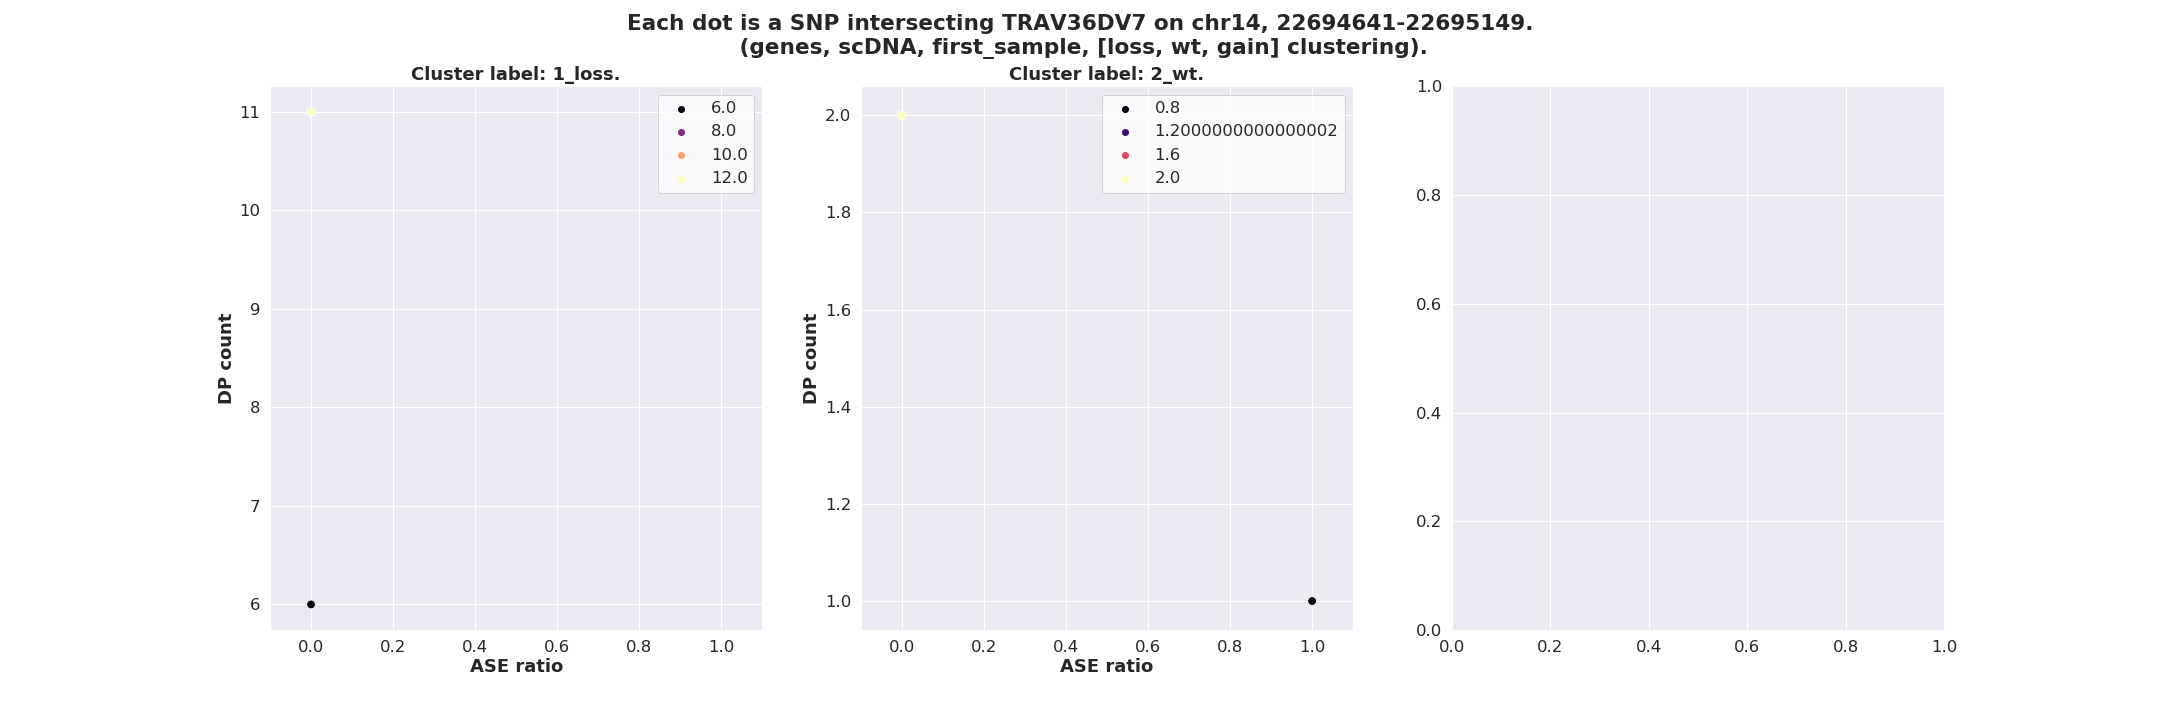 Each dot is a SNP intersecting TRAV36DV7 on chr14, 22694641-22695149.
(genes, scDNA, first_sample, [loss, wt, gain] clustering).
Cluster label: 1_loss.
11
10
9
8
7
6
DP count
0.0 0.2 0.4 0.6 0.8 1.0
ASE ratio
6.0
8.0
10.0
12.0
Cluster label: 2_wt.
2.0
1.8
1.6
1.4
1.2
1.0
DP count
0.0 0.2 0.4 0.6 0.8 1.0
ASE ratio
0.8
1.2000000000000002
1.6
2.0
1.0
0.8
0.6
0.4
0.2
0.0
0.0 0.2 0.4 0.6 0.8 1.0